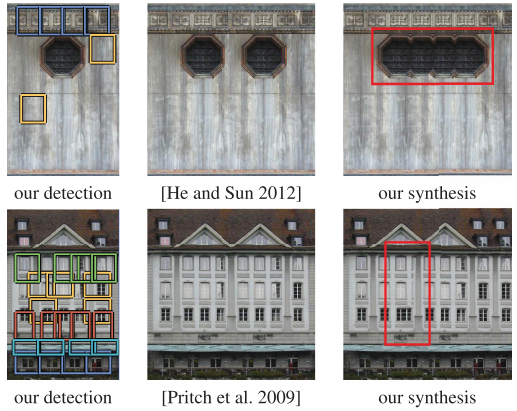 our detection [He and Sun 2012] our synthesis
our detection [Pritch et al. 2009] our synthesis